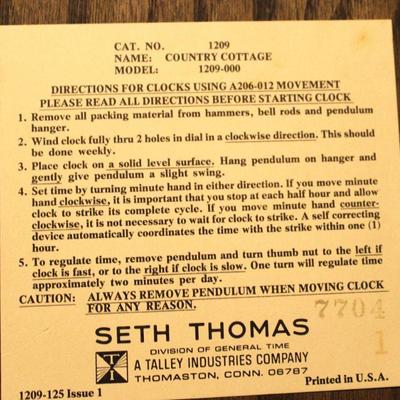 CAT. NO. 1209
NAME: COUNTRY COTTAGE
MODEL: 1209-000
DIRECTIONS FOR CLOCKS USING A206-012 MOVEMENT
PLEASE READ ALL DIRECTIONS BEFORE STARTING CLOCK
1. Remove all packing material from hammers, bell rods and pendulum
hanger.
2. Wind clock fully thru 2 holes in dial in a clockwise direction. This should
be done weekly.
3. Place clock on a solid level surface. Hang pendulum on hanger and
gently give pendulum a slight swing.
4. Set time by turning minute hand in either direction. If you move minute
hand clockwise, it is important that you stop at each half hour and allow
clock to strike its complete cycle. If you move minute hand counter-
clockwise, it is not necessary to wait for clock to strike. A self correcting
device automatically coordinates the time with the strike within one (1)
hour.
5. To regulate time, remove pendulum and turn thumb nut to the left if
clock is fast, or to the right if clock is slow. One turn will regulate time
approximately two minutes per day.
CAUTION: ALWAYS REMOVE PENDULUM WHEN MOVING CLOCK
FOR ANY REASON.
7704
1
SETH THOMAS
DIVISION OF GENERAL TIME
TALLEY
A TALLEY INDUSTRIES COMPANY
THOMASTON, CONN. 06787
1209-125 Issue 1
Printed in U.S.A.